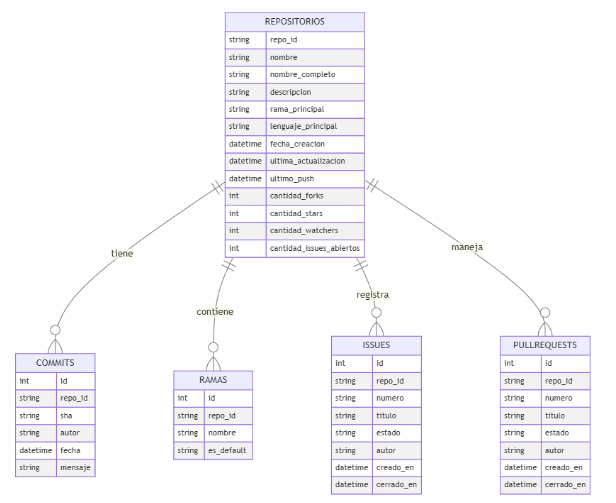 REPOSITORIOS
string repo_id
string nombre
string nombre_completo
string descripcion
string rama_principal
string lenguaje_principal
datetime fecha_creacion
datetime ultima_actualizacion
datetime ultimo_push
int cantidad_forks
int cantidad_stars
int cantidad_watchers
int cantidad_issues_abiertos
tiene
contiene
registra
maneja
COMMITS
int id
string repo_id
string sha
string autor
datetime fecha
string mensaje
RAMAS
int id
string repo_id
string nombre
string es_default
ISSUES
int id
string repo_id
string numero
string titulo
string estado
string autor
datetime creado_en
datetime cerrado_en
PULLREQUESTS
int id
string repo_id
string numero
string titulo
string estado
string autor
datetime creado_en
datetime cerrado_en